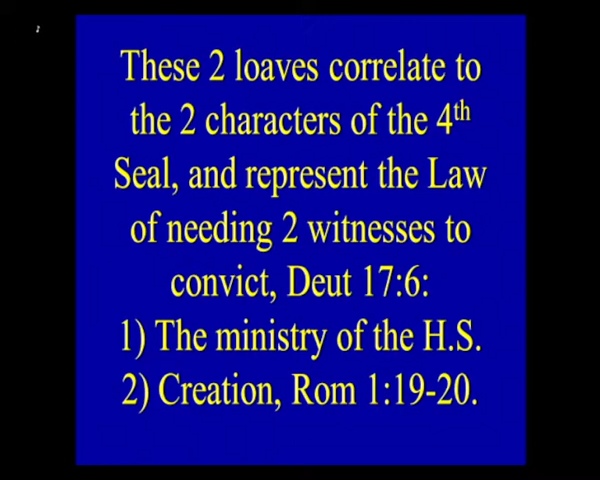 These 2 loaves correlate to
the 2 characters of the 4th
Seal, and represent the Law
of needing 2 witnesses to
convict, Deut 17:6:
1) The ministry of the H.S.
2) Creation, Rom 1:19-20.